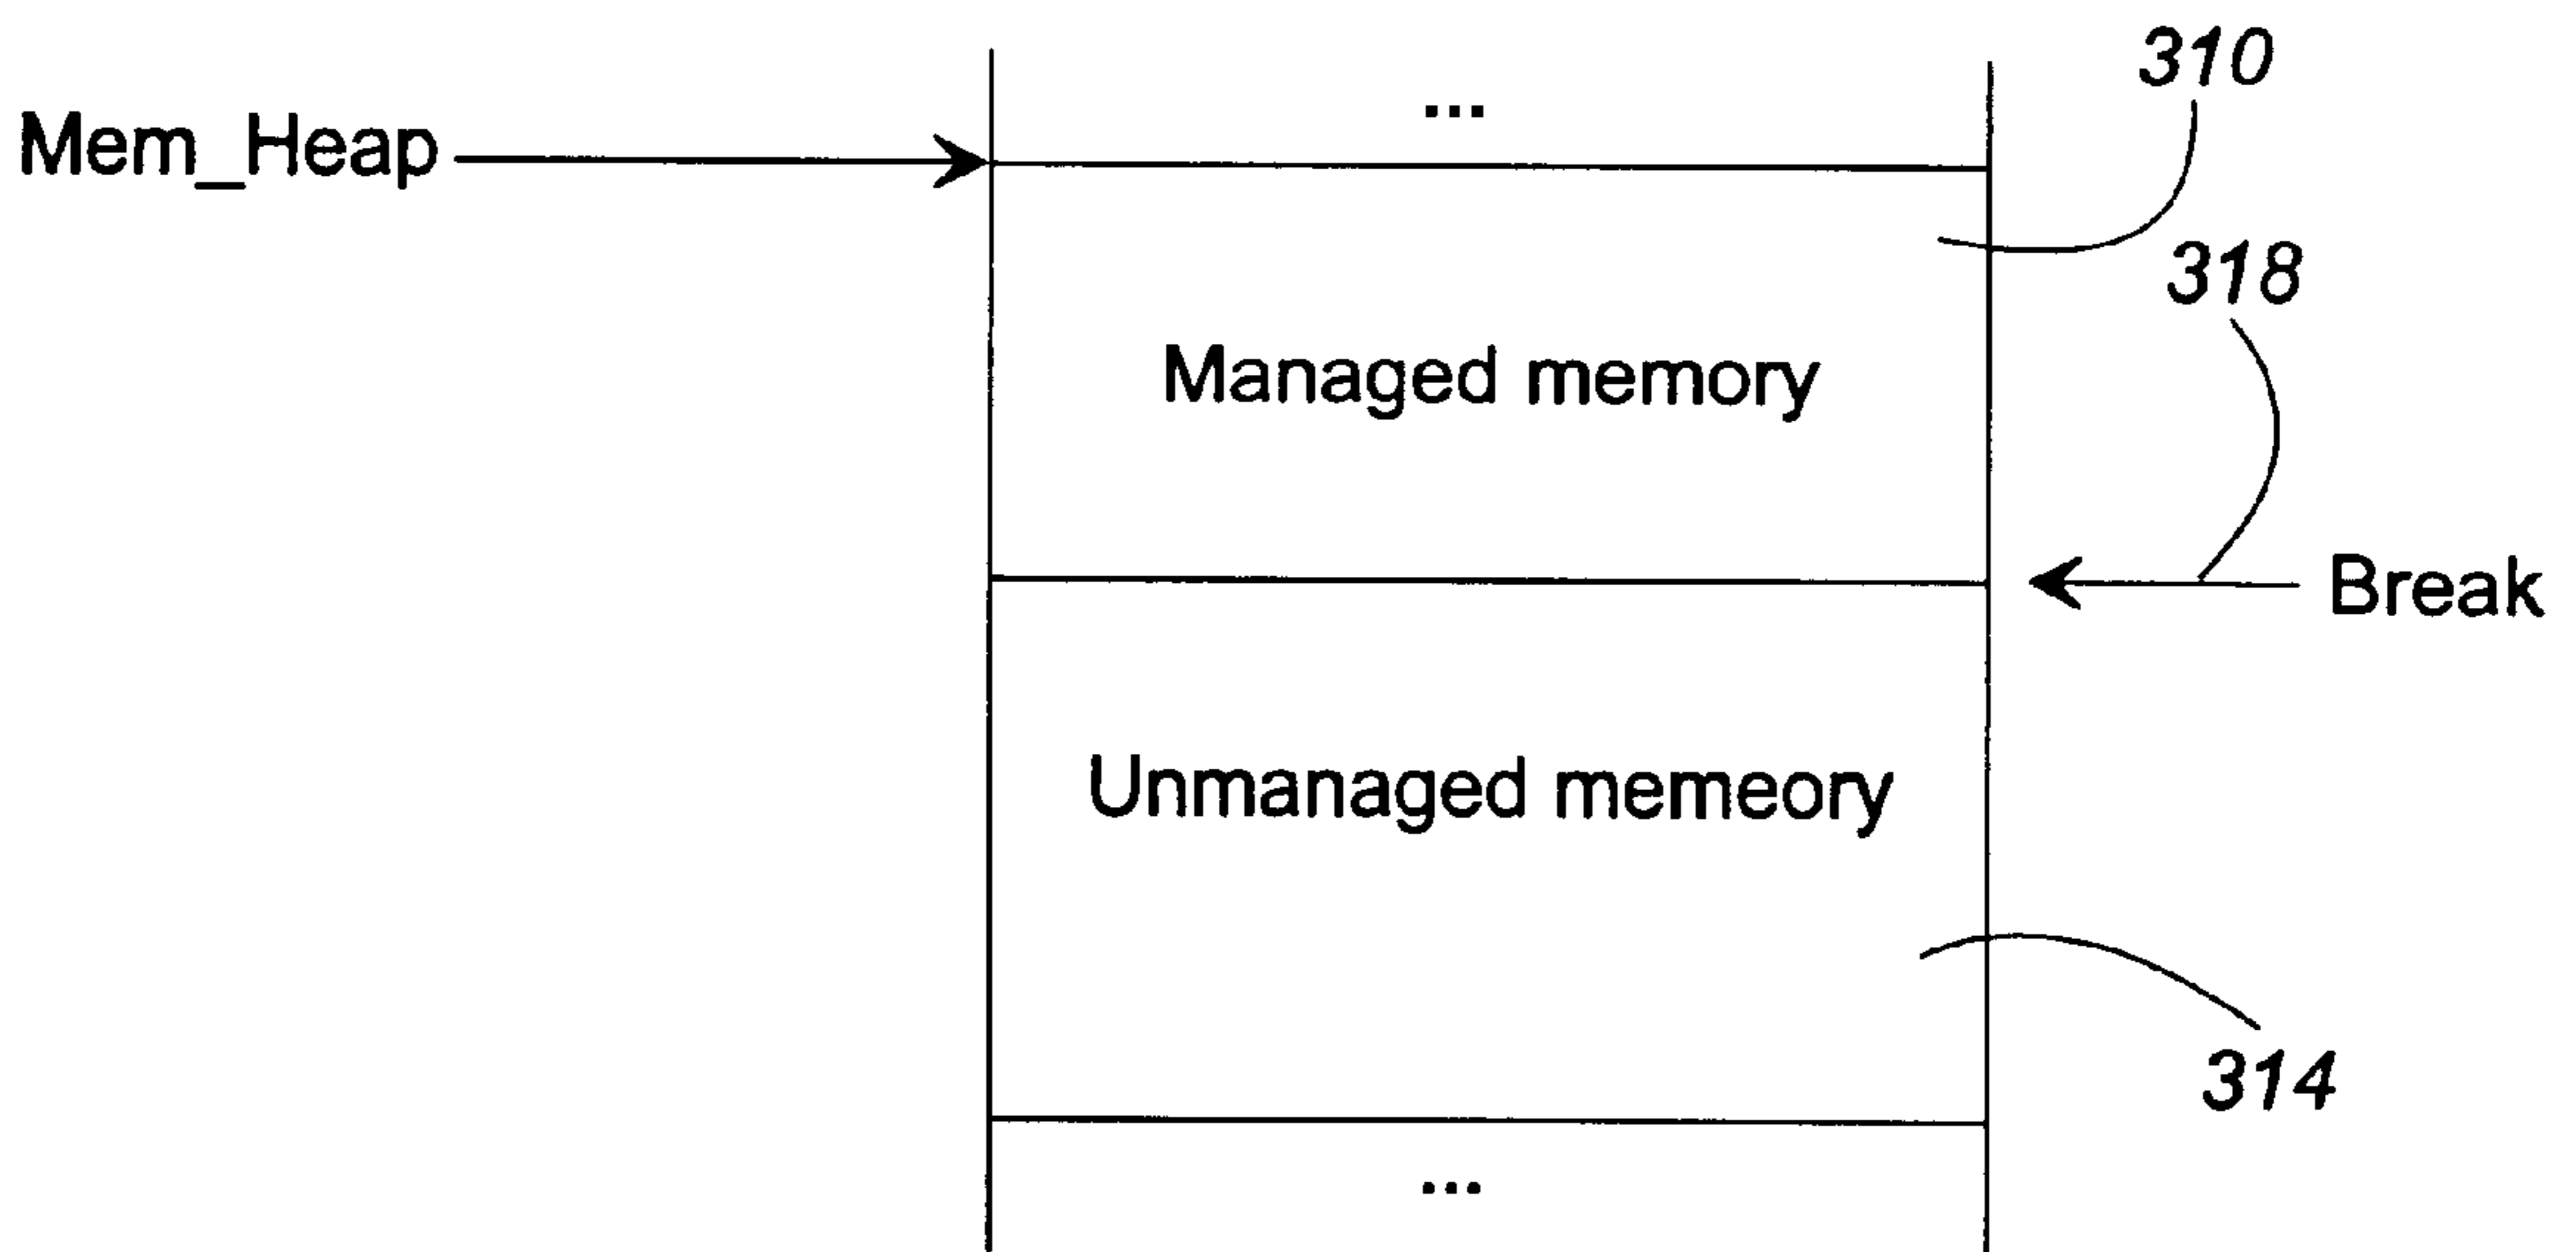 310
...
Mem_Heap
318
Managed memory
Break
Unmanaged memeory
314
...